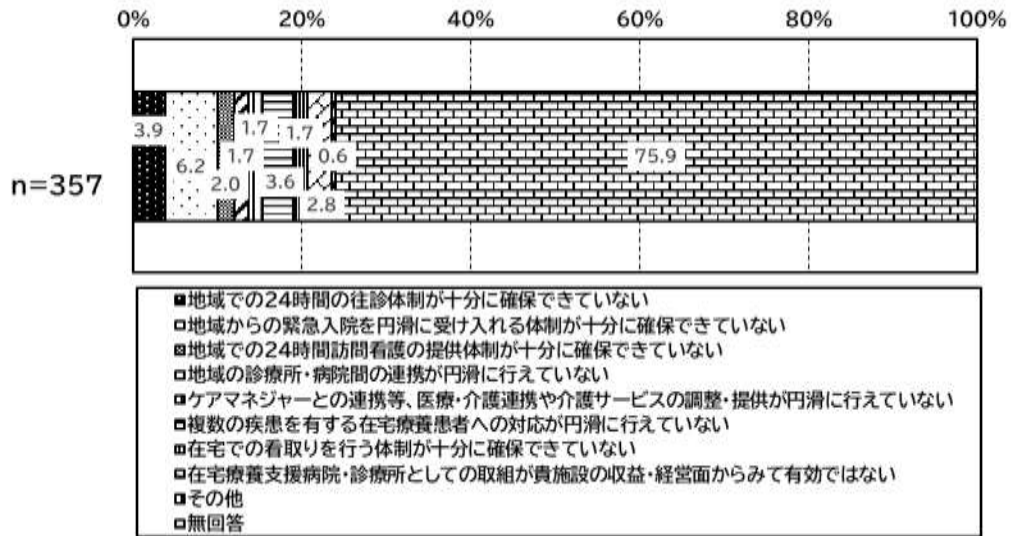 0% 20% 40% 60% 80% 100%
3.9 1.7 1.7
6.2 1.7 0.6 75.9
n=357 2.0 3.6
2.8
地域での24時間の往診体制が十分に確保できていない
地域からの緊急入院を円滑に受け入れる体制が十分に確保できていない
地域での24時間訪問看護の提供体制が十分に確保できていない
地域の診療所・病院間の連携が円滑に行えていない
ケアマネジャーとの連携等、医療・介護連携や介護サービスの調整・提供が円滑に行えていない
複数の疾患を有する在宅療養患者への対応が円滑に行えていない
在宅での看取りを行う体制が十分に確保できていない
在宅療養支援病院・診療所としての取組が貴施設の収益・経営面からみて有効ではない
その他
無回答